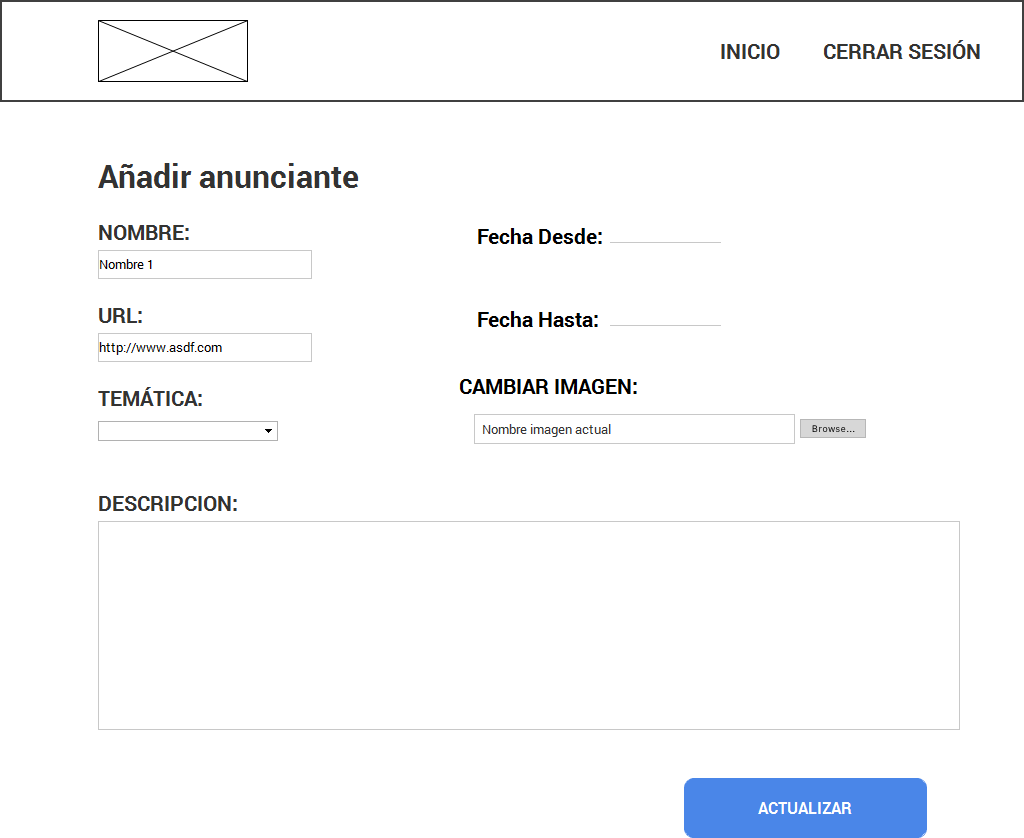 INICIO CERRAR SESIÓN
Añadir anunciante
NOMBRE:
Nombre 1
Fecha Desde:
URL:
http://www.asdf.com
Fecha Hasta:
TEMÁTICA:
CAMBIAR IMAGEN:
Nombre imagen actual
Browse...
DESCRIPCION:
ACTUALIZAR